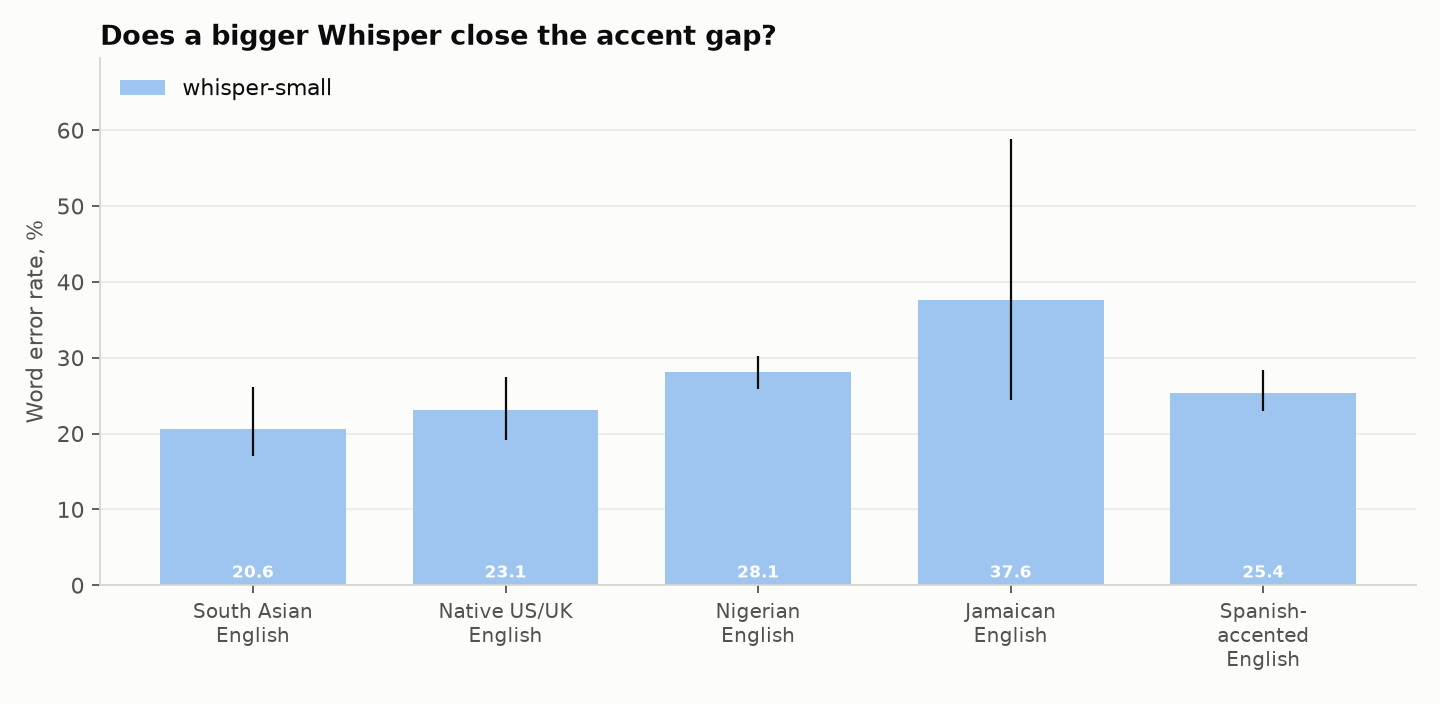 Does a bigger Whisper close the accent gap?
whisper-small
Word error rate, %
60
50
40
30
20
10
0
20.6
23.1
28.1
37.6
25.4
South Asian
English
Native US/UK
English
Nigerian
English
Jamaican
English
Spanish-
accented
English